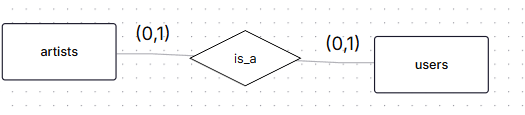 (0,1)
(0,1)
artists
is_a
users